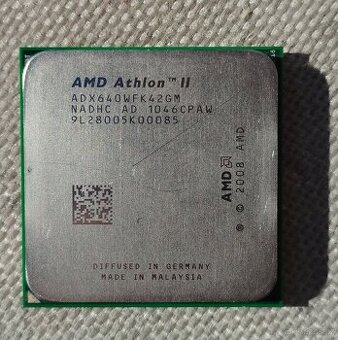 AMD Athlon™ II
ADX640WFK42GM
NADHC AD 1046CPAW
9L28005K00085
AMD
© 2008 AMD
DIFFUSED IN GERMANY
MADE IN MALAYSIA